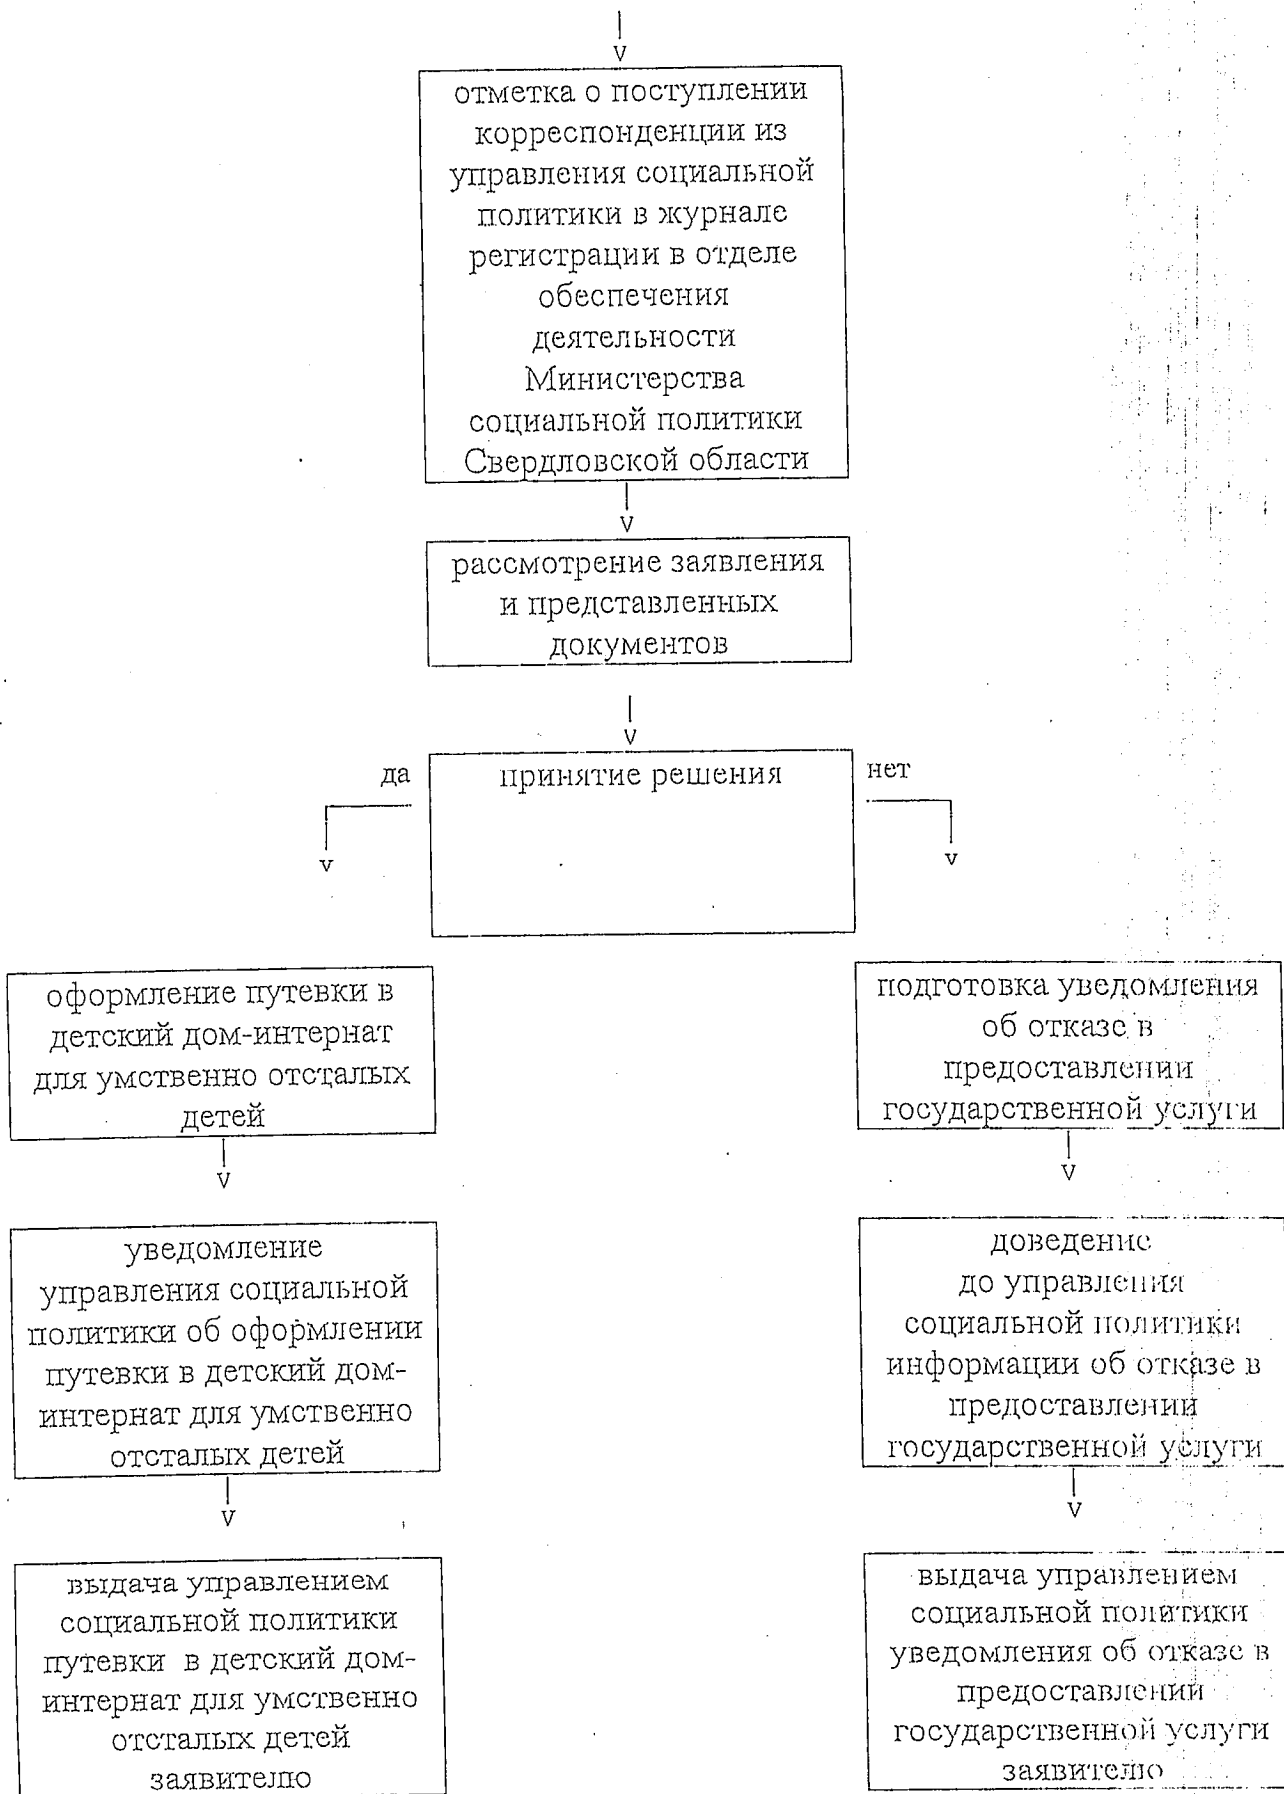 отметка о поступлении
корреспонденции из
управления социальной
политики в журнале
регистрации в отделе
обеспечения
деятельности
Министерства
социальной политики
Свердловской области
рассмотрение заявления
и представленных
документов
да
принятие решения
нет
оформление путевки в
детский дом-интернат
для умственно отсталых
детей
подготовка уведомления
об отказе в
предоставлении
государственной услуги
уведомление
управления социальной
политики об оформлении
путевки в детский дом-
интернат для умственно
отсталых детей
доведение
до управления
социальной политики
информации об отказе в
предоставлении
государственной услуги
выдача управлением
социальной политики
путевки в детский дом-
интернат для умственно
отсталых детей
заявителю
выдача управлением
социальной политики
уведомления об отказе в
предоставлении
государственной услуги
заявителю